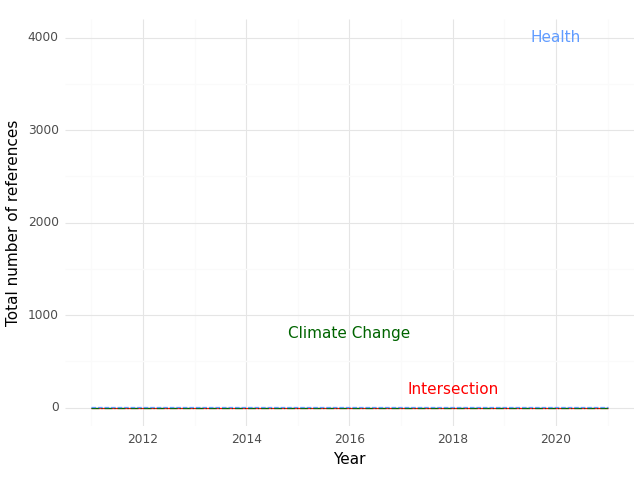 4000
Health
3000
Total number of references
2000
1000
Climate Change
Intersection
0
2012 2014 2016 2018 2020
Year